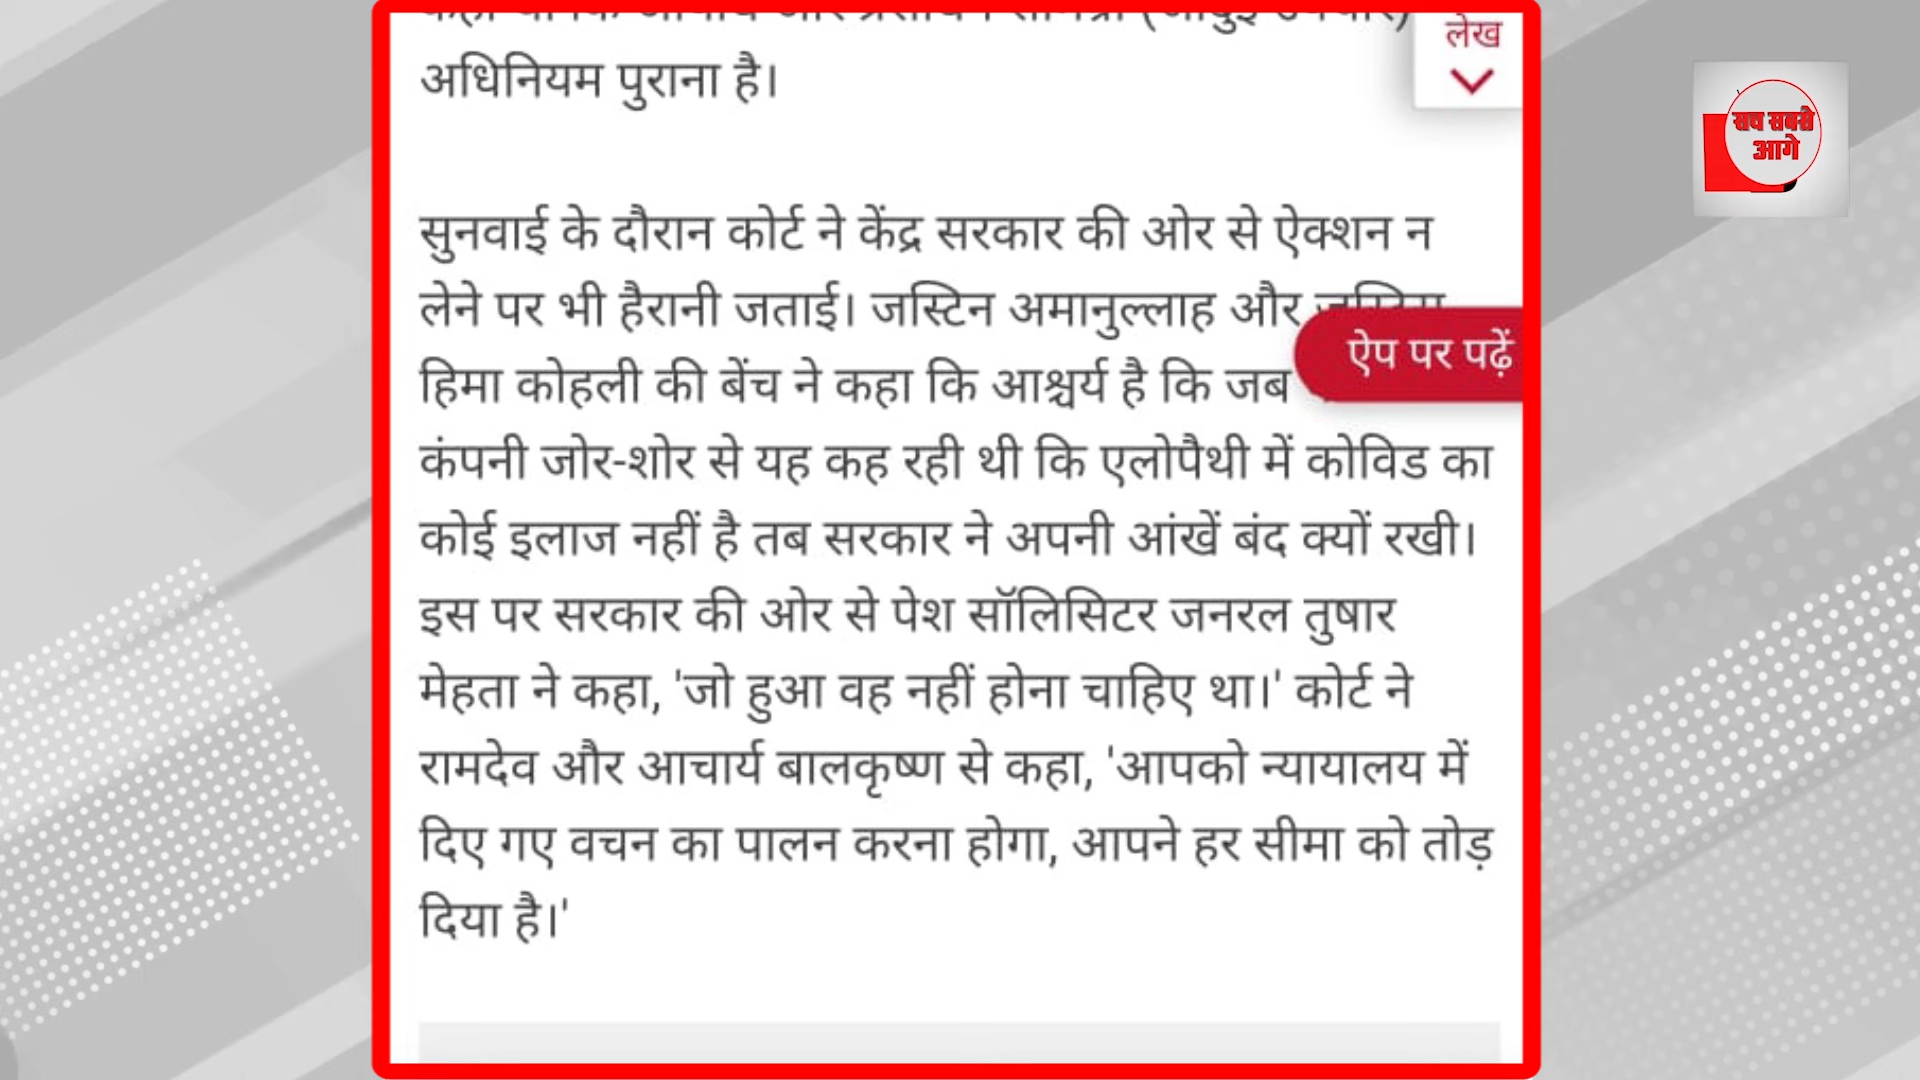 अधिनियम पुराना है।
लेख
सुनवाई के दौरान कोर्ट ने केंद्र सरकार की ओर से ऐक्शन न
लेने पर भी हैरानी जताई। जस्टिन अमानुल्लाह और
ऐप पर पढ़ें
हिमा कोहली की बेंच ने कहा कि आश्चर्य है कि जब
कंपनी जोर-शोर से यह कह रही थी कि एलोपैथी में कोविड का
कोई इलाज नहीं है तब सरकार ने अपनी आंखें बंद क्यों रखी।
इस पर सरकार की ओर से पेश सॉलिसिटर जनरल तुषार
मेहता ने कहा, 'जो हुआ वह नहीं होना चाहिए था।' कोर्ट ने
रामदेव और आचार्य बालकृष्ण से कहा, 'आपको न्यायालय में
दिए गए वचन का पालन करना होगा, आपने हर सीमा को तोड़
दिया है।'
सच सबसे
आगे